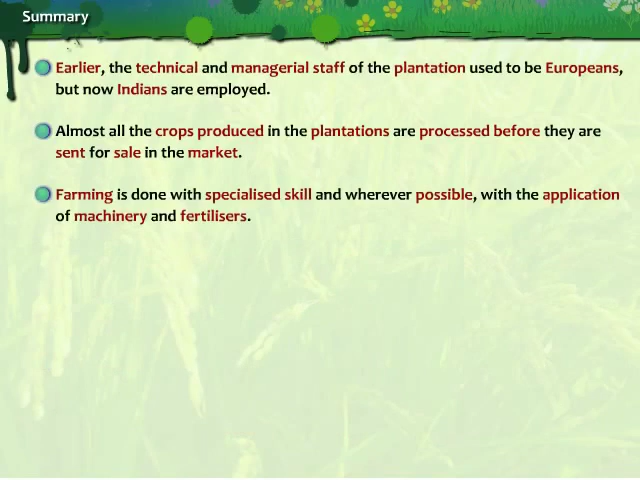 Summary
Earlier, the technical and managerial staff of the plantation used to be Europeans,
but now Indians are employed.
Almost all the crops produced in the plantations are processed before they are
sent for sale in the market.
Farming is done with specialised skill and wherever possible, with the application
of machinery and fertilisers.